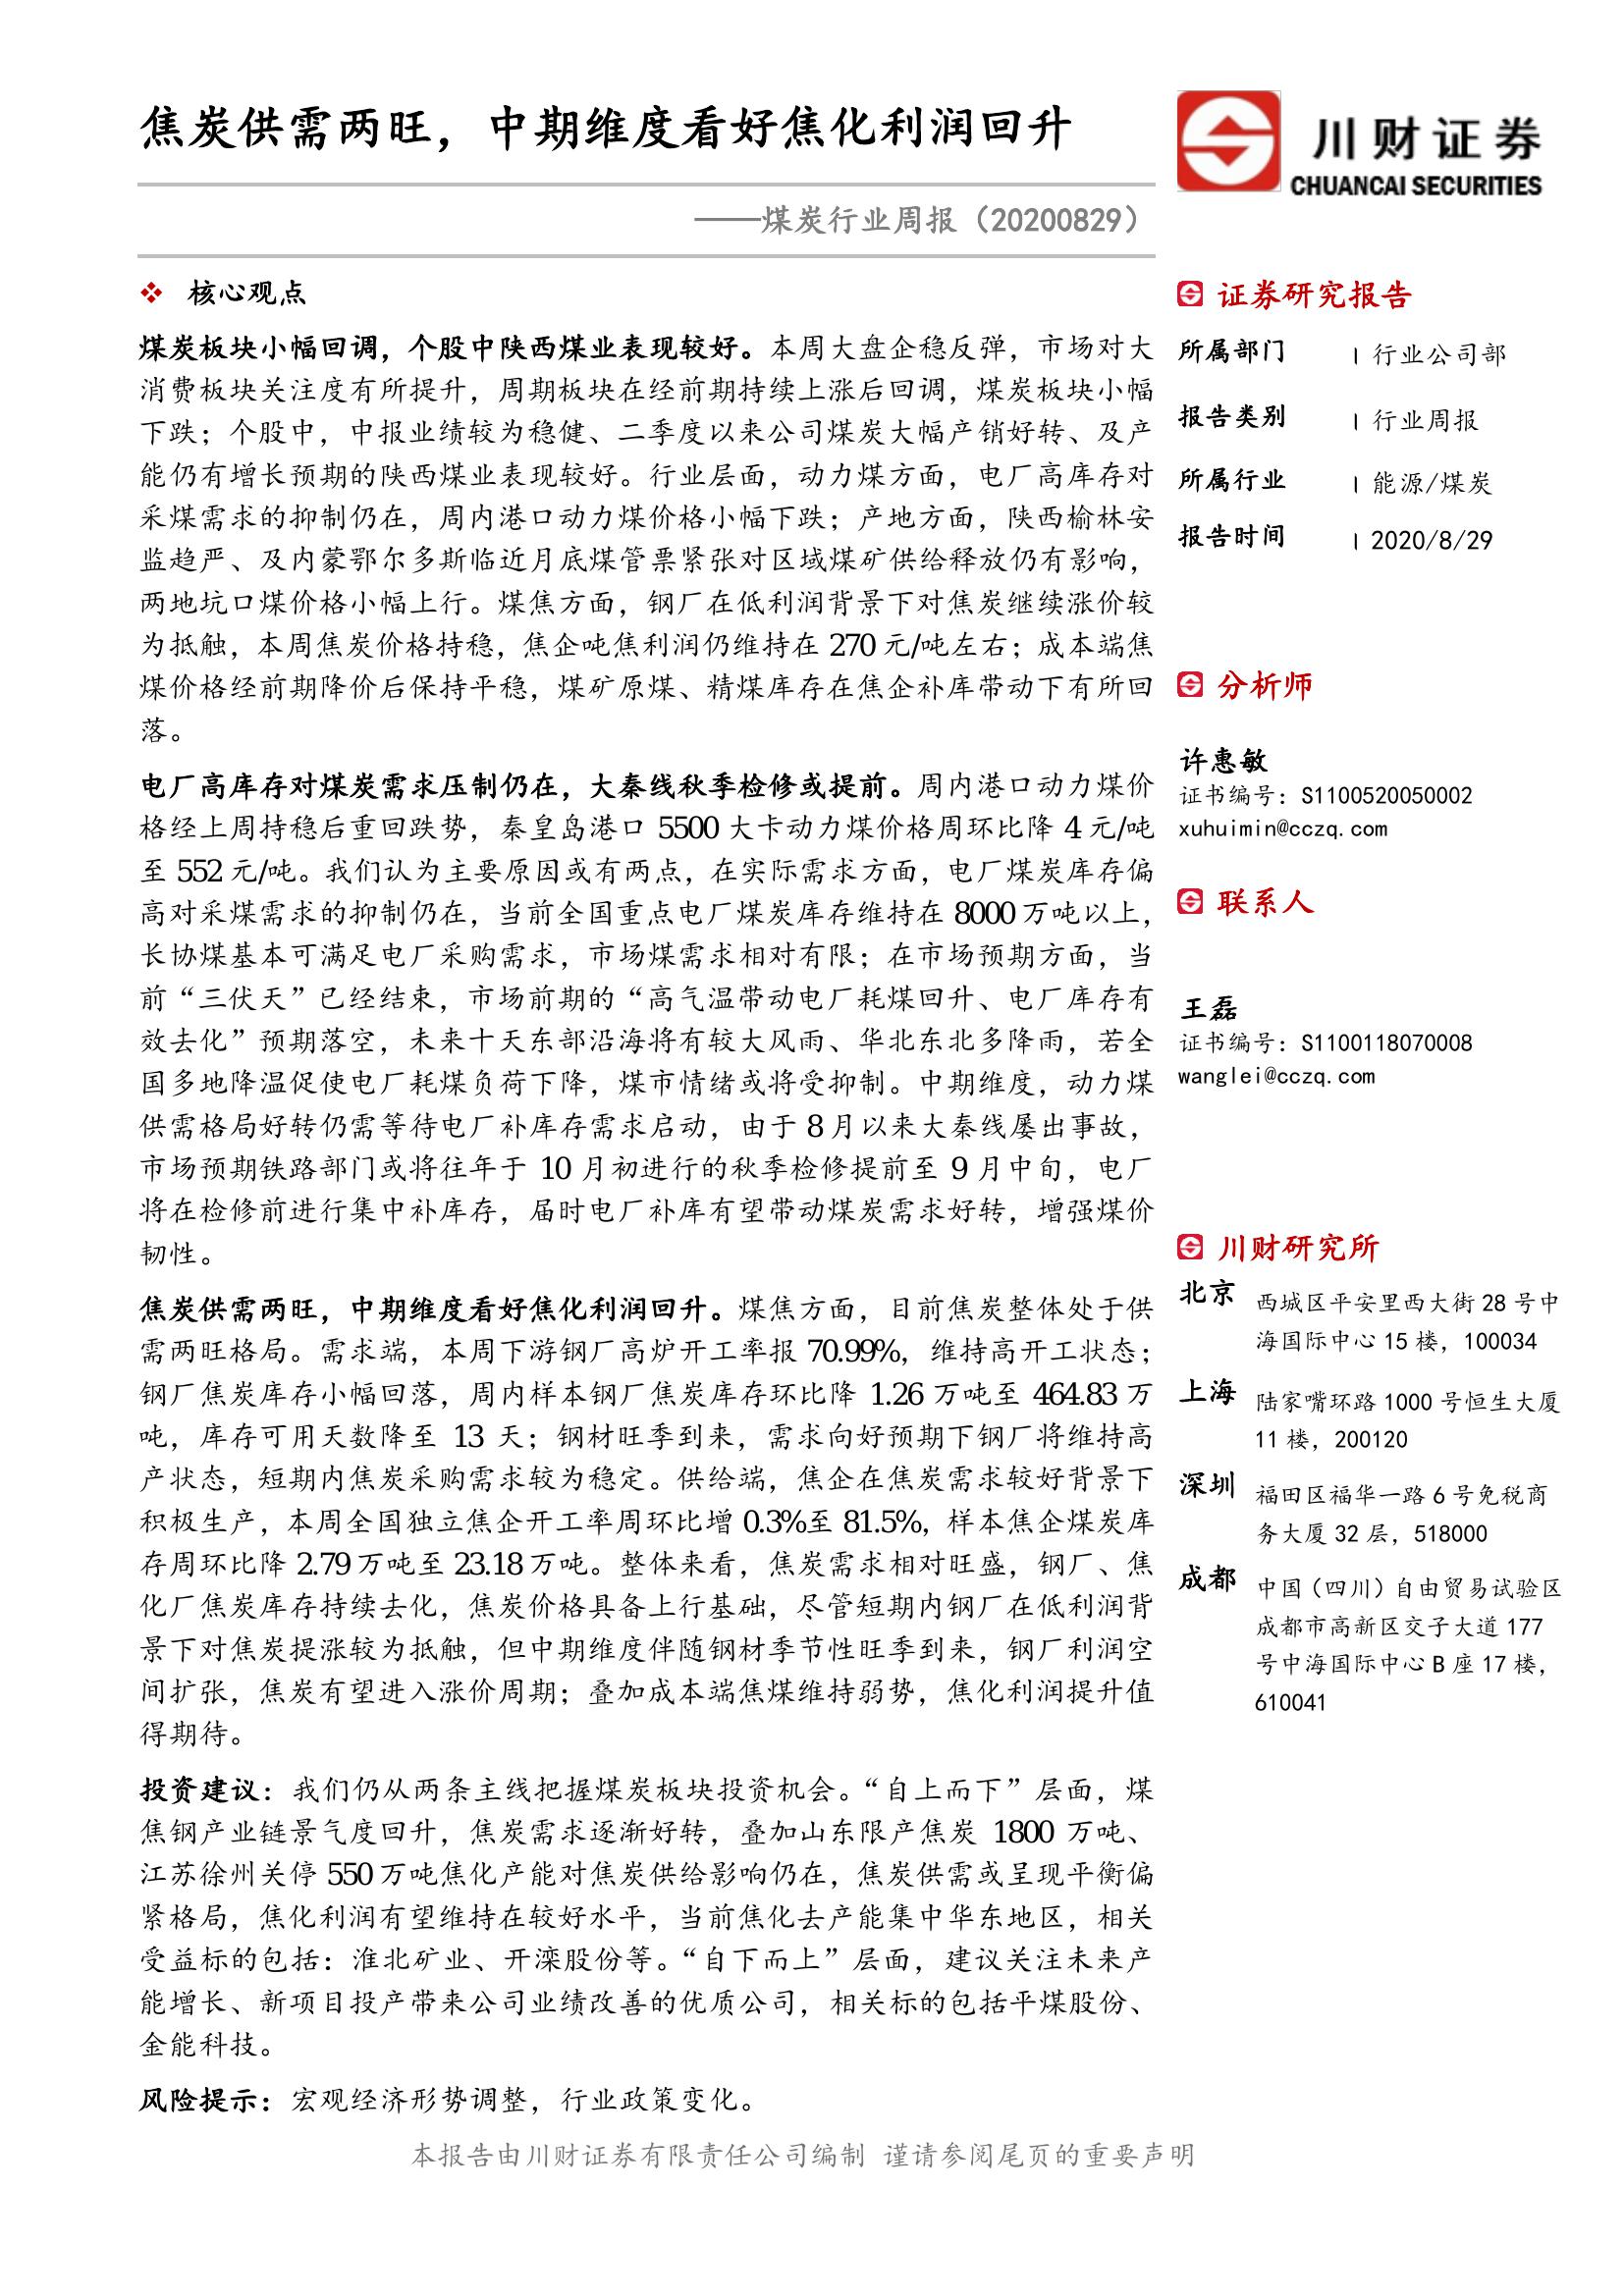 焦炭供需两旺，中期维度看好焦化利润回升
川财证券
CHUANCAI SECURITIES
——煤炭行业周报（20200829）
❖ 核心观点
煤炭板块小幅回调，个股中陕西煤业表现较好。本周大盘企稳反弹，市场对大
消费板块关注度有所提升，周期板块在经前期持续上涨后回调，煤炭板块小幅
下跌；个股中，中报业绩较为稳健、二季度以来公司煤炭大幅产销好转、及产
能仍有增长预期的陕西煤业表现较好。行业层面，动力煤方面，电厂高库存对
采煤需求的抑制仍在，周内港口动力煤价格小幅下跌；产地方面，陕西榆林安
监趋严、及内蒙鄂尔多斯临近月底煤管票紧张对区域煤矿供给释放仍有影响，
两地坑口煤价格小幅上行。煤焦方面，钢厂在低利润背景下对焦炭继续涨价较
为抵触，本周焦炭价格持稳，焦企吨焦利润仍维持在 270 元/吨左右；成本端焦
煤价格经前期降价后保持平稳，煤矿原煤、精煤库存在焦企补库带动下有所回
落。
电厂高库存对煤炭需求压制仍在，大秦线秋季检修或提前。周内港口动力煤价
格经上周持稳后重回跌势，秦皇岛港口 5500 大卡动力煤价格周环比降 4 元/吨
至 552 元/吨。我们认为主要原因或有两点，在实际需求方面，电厂煤炭库存偏
高对采煤需求的抑制仍在，当前全国重点电厂煤炭库存维持在 8000 万吨以上，
长协煤基本可满足电厂采购需求，市场煤需求相对有限；在市场预期方面，当
前“三伏天”已经结束，市场前期的“高气温带动电厂耗煤回升、电厂库存有
效去化”预期落空，未来十天东部沿海将有较大风雨、华北东北多降雨，若全
国多地降温促使电厂耗煤负荷下降，煤市情绪或将受抑制。中期维度，动力煤
供需格局好转仍需等待电厂补库存需求启动，由于 8 月以来大秦线屡出事故，
市场预期铁路部门或将往年于 10 月初进行的秋季检修提前至 9 月中旬，电厂
将在检修前进行集中补库存，届时电厂补库有望带动煤炭需求好转，增强煤价
韧性。
焦炭供需两旺，中期维度看好焦化利润回升。煤焦方面，目前焦炭整体处于供
需两旺格局。需求端，本周下游钢厂高炉开工率报 70.99%，维持高开工状态；
钢厂焦炭库存小幅回落，周内样本钢厂焦炭库存环比降 1.26 万吨至 464.83 万
吨，库存可用天数降至 13 天；钢材旺季到来，需求向好预期下钢厂将维持高
产状态，短期内焦炭采购需求较为稳定。供给端，焦企在焦炭需求较好背景下
积极生产，本周全国独立焦企开工率周环比增 0.3%至 81.5%，样本焦企煤炭库
存周环比降 2.79 万吨至 23.18 万吨。整体来看，焦炭需求相对旺盛，钢厂、焦
化厂焦炭库存持续去化，焦炭价格具备上行基础，尽管短期内钢厂在低利润背
景下对焦炭提涨较为抵触，但中期维度伴随钢材季节性旺季到来，钢厂利润空
间扩张，焦炭有望进入涨价周期；叠加成本端焦煤维持弱势，焦化利润提升值
得期待。
投资建议：我们仍从两条主线把握煤炭板块投资机会。“自上而下”层面，煤
焦钢产业链景气度回升，焦炭需求逐渐好转，叠加山东限产焦炭 1800 万吨、
江苏徐州关停 550 万吨焦化产能对焦炭供给影响仍在，焦炭供需或呈现平衡偏
紧格局，焦化利润有望维持在较好水平，当前焦化去产能集中华东地区，相关
受益标的包括：淮北矿业、开滦股份等。“自下而上”层面，建议关注未来产
能增长、新项目投产带来公司业绩改善的优质公司，相关标的包括平煤股份、
金能科技。
风险提示：宏观经济形势调整，行业政策变化。
证券研究报告
所属部门 | 行业公司部
报告类别 | 行业周报
所属行业 | 能源/煤炭
报告时间 | 2020/8/29
分析师
许惠敏
证书编号：S1100520050002
xuhuimin@cczq.com
联系人
王磊
证书编号：S1100118070008
wanglei@cczq.com
川财研究所
北京 西城区平安里西大街 28 号中
海国际中心 15 楼，100034
上海 陆家嘴环路 1000 号恒生大厦
11 楼，200120
深圳 福田区福华一路 6 号免税商
务大厦 32 层，518000
成都 中国（四川）自由贸易试验区
成都市高新区交子大道 177
号中海国际中心 B 座 17 楼，
610041
本报告由川财证券有限责任公司编制 谨请参阅尾页的重要声明